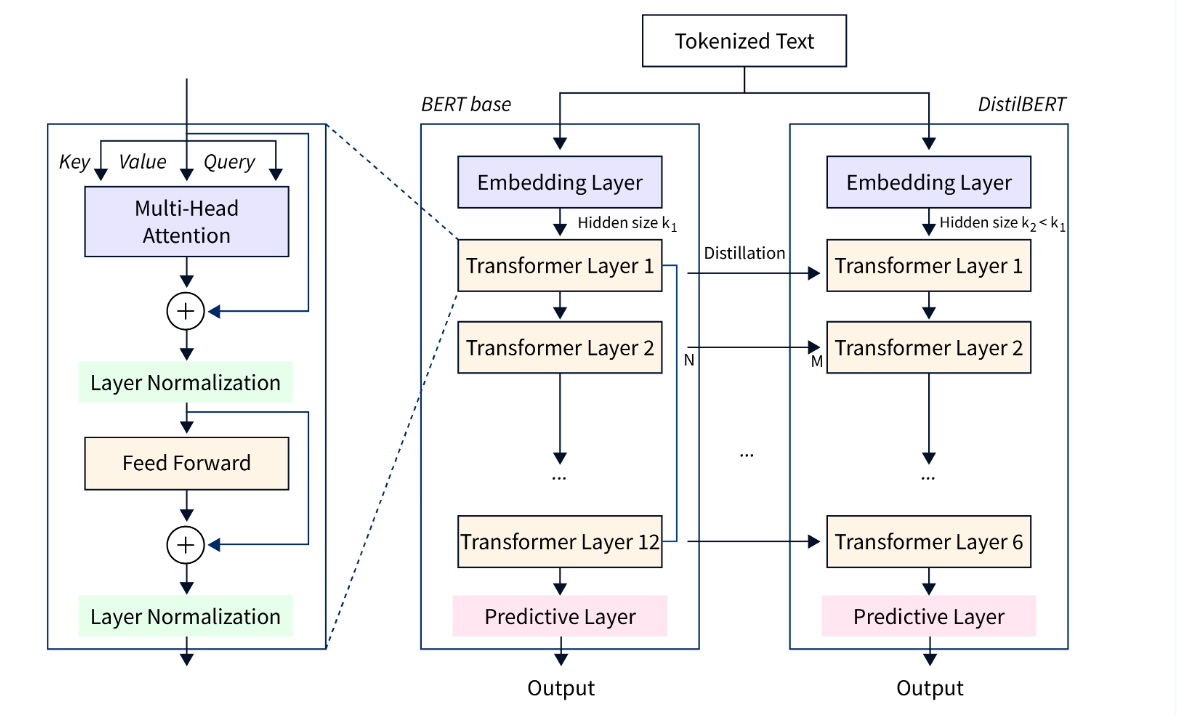 Tokenized Text
BERT base
DistilBERT
Key Value Query
Multi-Head
Attention
Layer Normalization
Feed Forward
Layer Normalization
Embedding Layer
Hidden size k₁
Transformer Layer 1
Transformer Layer 2
N
...
Transformer Layer 12
Predictive Layer
Output
Distillation
M
...
Embedding Layer
Hidden size k₂ < k₁
Transformer Layer 1
Transformer Layer 2
...
Transformer Layer 6
Predictive Layer
Output